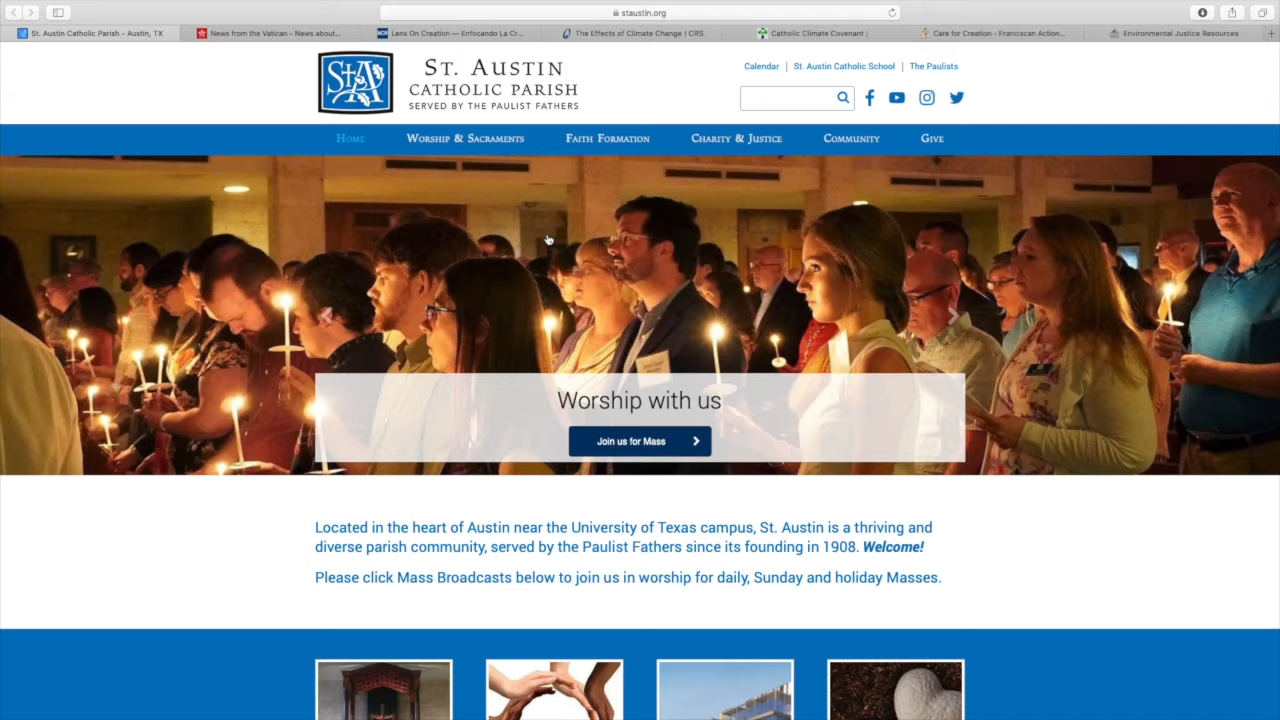 staustin.org
St. Austin Catholic Parish - Austin, TX
News from the Vatican - News about...
Lens On Creation — Enfocando La Cr...
The Effects of Climate Change | CRS
Catholic Climate Covenant |
Care for Creation - Franciscan Action...
Environmental Justice Resources
St. Austin
Catholic Parish
Served by the Paulist Fathers
Calendar | St. Austin Catholic School | The Paulists
Home
Worship & Sacraments
Faith Formation
Charity & Justice
Community
Give
Worship with us
Join us for Mass
Located in the heart of Austin near the University of Texas campus, St. Austin is a thriving and
diverse parish community, served by the Paulist Fathers since its founding in 1908. Welcome!
Please click Mass Broadcasts below to join us in worship for daily, Sunday and holiday Masses.